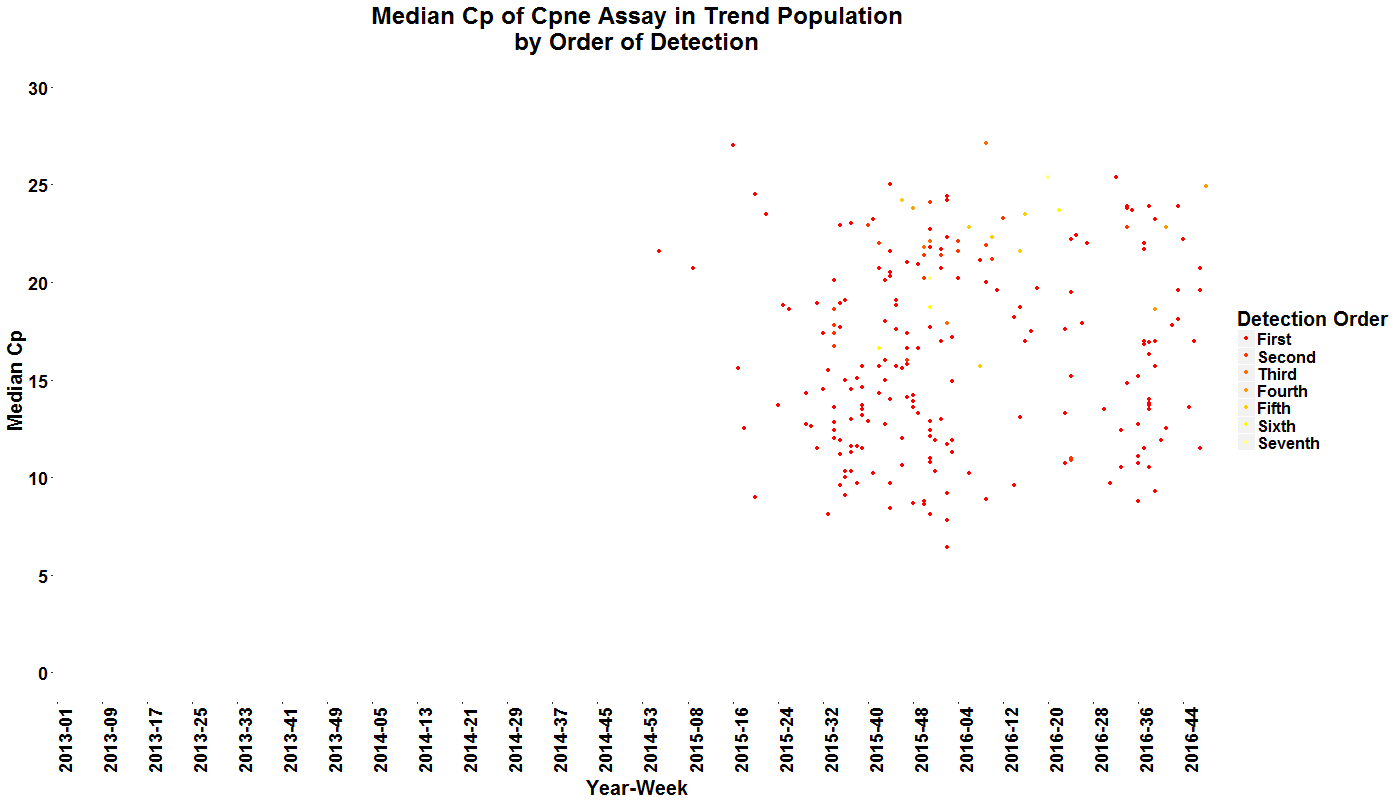 Median Cp of Cpne Assay in Trend Population
by Order of Detection
30
25
20
15
10
5
0
Median Cp
2013-01
2013-09
2013-17
2013-25
2013-33
2013-41
2013-49
2014-05
2014-13
2014-21
2014-29
2014-37
2014-45
2014-53
2015-08
2015-16
2015-24
2015-32
2015-40
2015-48
2016-04
2016-12
2016-20
2016-28
2016-36
2016-44
Year-Week
Detection Order
First
Second
Third
Fourth
Fifth
Sixth
Seventh